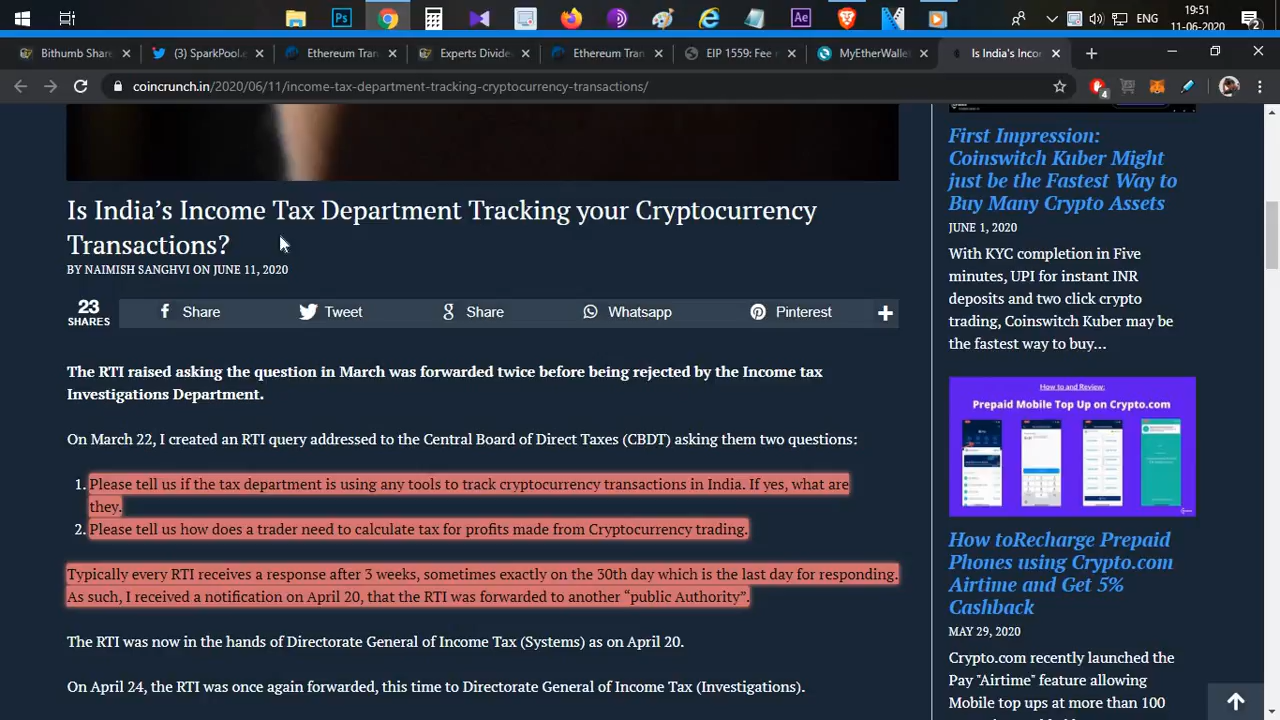 19:51
ENG
11-06-2020
2
Bithumb Share
(3) SparkPool
Ethereum Tran
Experts Divide
Ethereum Tran
EIP 1559: Fee
MyEtherWallet
Is India's Inco
coincrunch.in/2020/06/11/income-tax-department-tracking-cryptocurrency-transactions/
4
Is India’s Income Tax Department Tracking your Cryptocurrency
Transactions?
BY NAIMISH SANGHVI ON JUNE 11, 2020
23
SHARES
Share
Tweet
Share
Whatsapp
Pinterest
The RTI raised asking the question in March was forwarded twice before being rejected by the Income tax
Investigations Department.
On March 22, I created an RTI query addressed to the Central Board of Direct Taxes (CBDT) asking them two questions:
1. Please tell us if the tax department is using any tools to track cryptocurrency transactions in India. If yes, what are
they.
2. Please tell us how does a trader need to calculate tax for profits made from Cryptocurrency trading.
Typically every RTI receives a response after 3 weeks, sometimes exactly on the 30th day which is the last day for responding.
As such, I received a notification on April 20, that the RTI was forwarded to another “public Authority”.
The RTI was now in the hands of Directorate General of Income Tax (Systems) as on April 20.
On April 24, the RTI was once again forwarded, this time to Directorate General of Income Tax (Investigations).
First Impression:
Coinswitch Kuber Might
just be the Fastest Way to
Buy Many Crypto Assets
JUNE 1, 2020
With KYC completion in Five
minutes, UPI for instant INR
deposits and two click crypto
trading, Coinswitch Kuber may be
the fastest way to buy...
How to and Review:
Prepaid Mobile Top Up on Crypto.com
How toRecharge Prepaid
Phones using Crypto.com
Airtime and Get 5%
Cashback
MAY 29, 2020
Crypto.com recently launched the
Pay "Airtime" feature allowing
Mobile top ups at more than 100